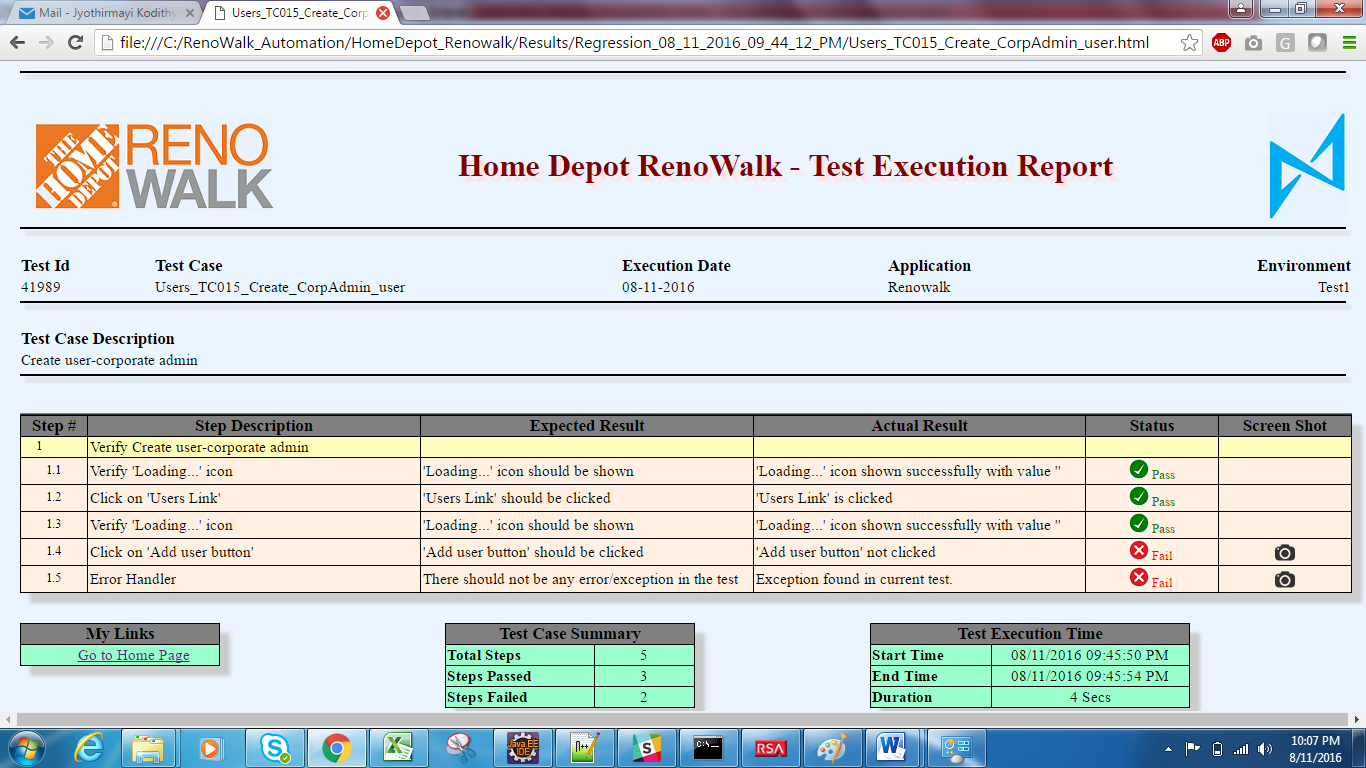 Mail - Jyothirmayi Kodithy
Users_TC015_Create_Corp
file:///C:/RenoWalk_Automation/HomeDepot_Renowalk/Results/Regression_08_11_2016_09_44_12_PM/Users_TC015_Create_CorpAdmin_user.html
ABP
G
THE HOME DEPOT
RENO
WALK
Home Depot RenoWalk - Test Execution Report
Test Id Test Case Execution Date Application Environment
41989 Users_TC015_Create_CorpAdmin_user 08-11-2016 Renowalk Test1
Test Case Description
Create user-corporate admin
Step # Step Description Expected Result Actual Result Status Screen Shot
1 Verify Create user-corporate admin
1.1 Verify 'Loading...' icon 'Loading...' icon should be shown 'Loading...' icon shown successfully with value '' Pass
1.2 Click on 'Users Link' 'Users Link' should be clicked 'Users Link' is clicked Pass
1.3 Verify 'Loading...' icon 'Loading...' icon should be shown 'Loading...' icon shown successfully with value '' Pass
1.4 Click on 'Add user button' 'Add user button' should be clicked 'Add user button' not clicked Fail
1.5 Error Handler There should not be any error/exception in the test Exception found in current test. Fail
My Links
Go to Home Page
Test Case Summary
Total Steps 5
Steps Passed 3
Steps Failed 2
Test Execution Time
Start Time 08/11/2016 09:45:50 PM
End Time 08/11/2016 09:45:54 PM
Duration 4 Secs
Java EE
IDE
RSA
10:07 PM
8/11/2016